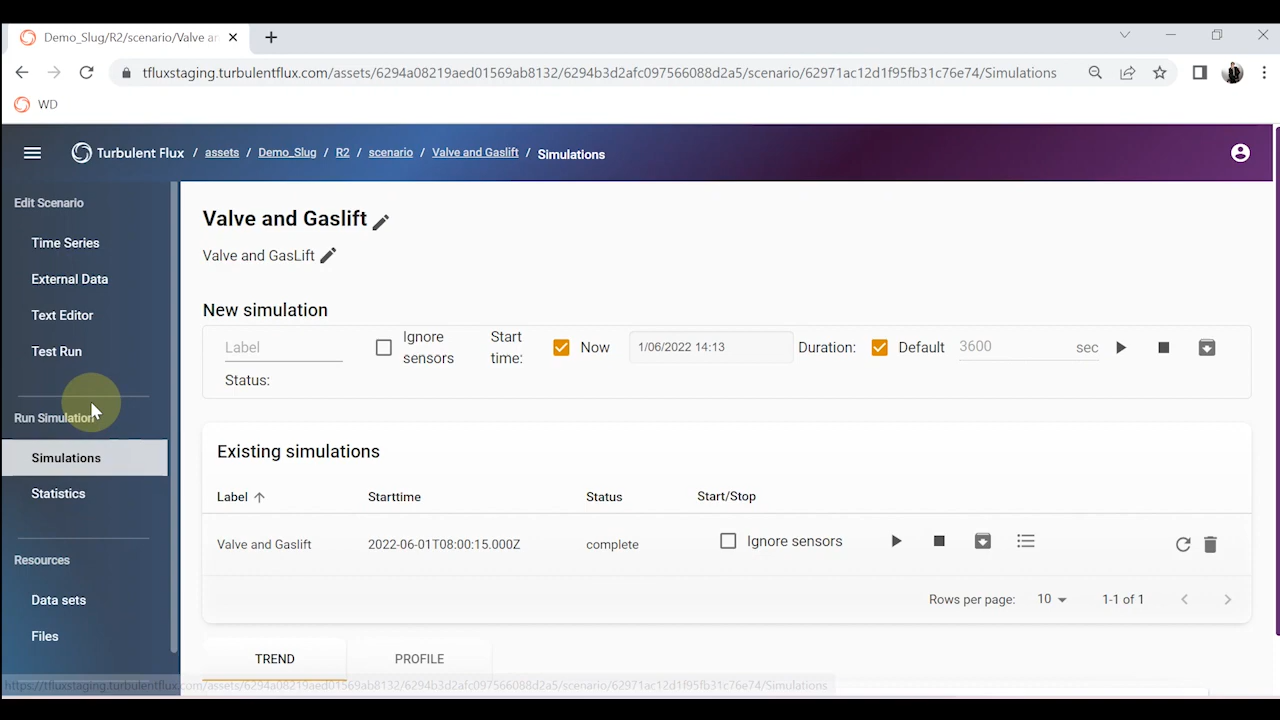 Demo_Slug/R2/scenario/Valve an
tfluxstaging.turbulentflux.com/assets/6294a08219aed01569ab8132/6294b3d2afc097566088d2a5/scenario/62971ac12d1f95fb31c76e74/Simulations
WD
Turbulent Flux / assets / Demo_Slug / R2 / scenario / Valve and Gaslift / Simulations
Edit Scenario
Time Series
External Data
Text Editor
Test Run
Run Simulation
Simulations
Statistics
Resources
Data sets
Files
Valve and Gaslift
Valve and GasLift
New simulation
Label Ignore sensors Start time: Now 1/06/2022 14:13 Duration: Default 3600 sec
Status:
Existing simulations
Label Starttime Status Start/Stop
Valve and Gaslift 2022-06-01T08:00:15.000Z complete Ignore sensors
Rows per page: 10 1-1 of 1
TREND PROFILE
https://tfluxstaging.turbulentflux.com/assets/6294a08219aed01569ab8132/6294b3d2afc097566088d2a5/scenario/62971ac12d1f95fb31c76e74/Simulations